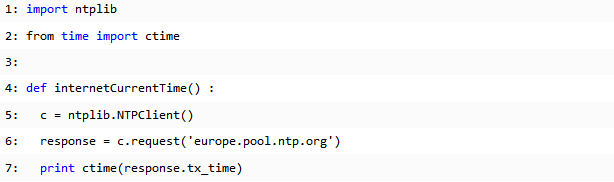 1: import ntplib
2: from time import ctime
3:
4: def internetCurrentTime() :
5:   c = ntplib.NTPClient()
6:   response = c.request('europe.pool.ntp.org')
7:   print ctime(response.tx_time)